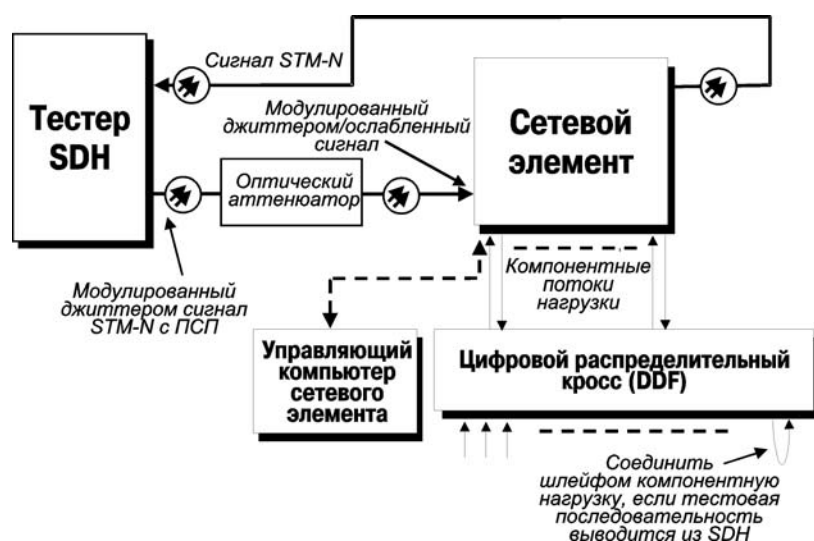 Сигнал STM-N
Тестер
SDH
Модулированный
джиттером/ослабленный
сигнал
Сетевой
элемент
Оптический
аттенюатор
Модулированный
джиттером сигнал
STM-N с ПСП
Компонентные
потоки
нагрузки
Управляющий
компьютер
сетевого
элемента
Цифровой распределительный
кросс (DDF)
Соединить
шлейфом компонентную
нагрузку, если тестовая
последовательность
выводится из SDH